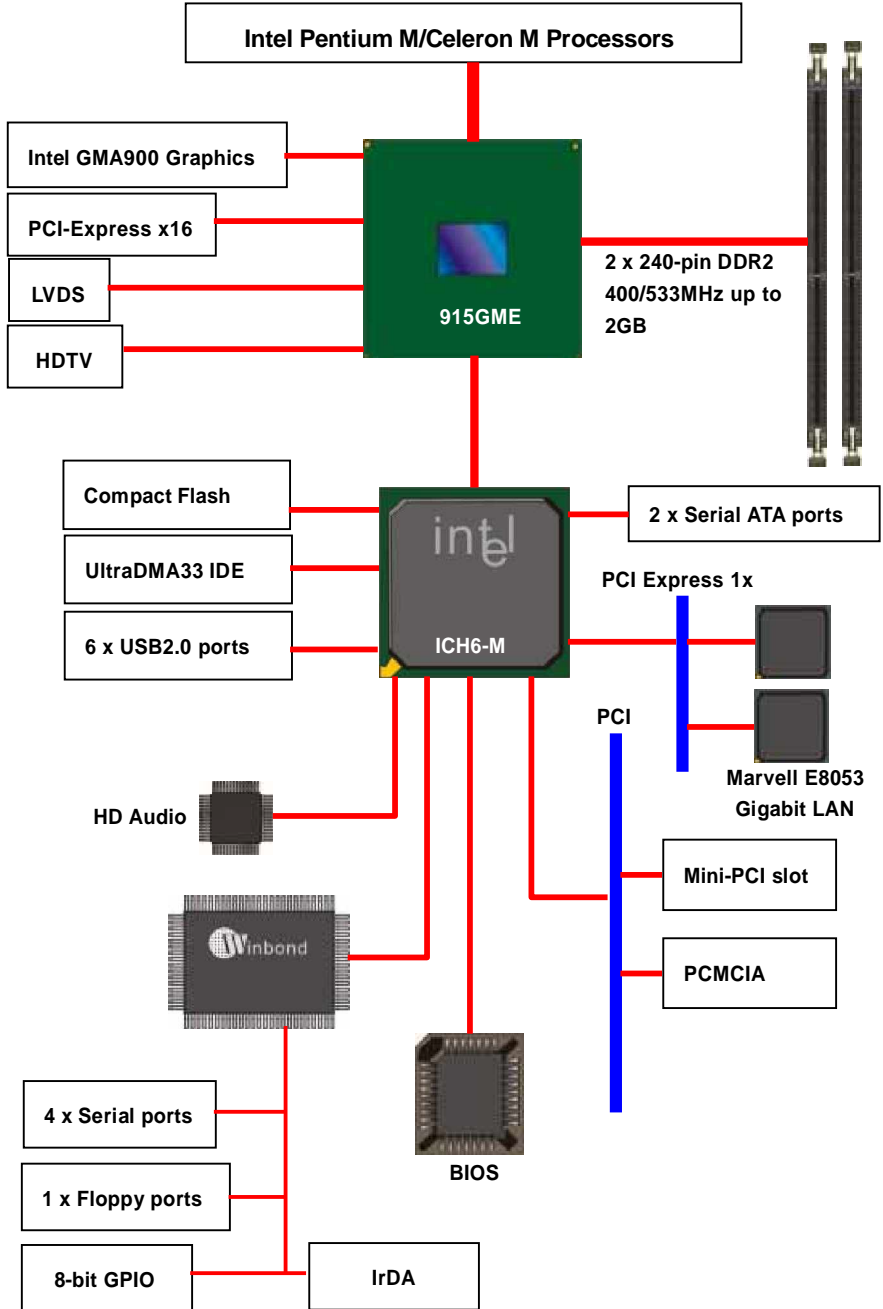 Intel Pentium M/Celeron M Processors
Intel GMA900 Graphics
PCI-Express x16
LVDS
HDTV
915GME
2 x 240-pin DDR2
400/533MHz up to
2GB
Compact Flash
UltraDMA33 IDE
6 x USB2.0 ports
intel
ICH6-M
2 x Serial ATA ports
PCI Express 1x
PCI
Marvell E8053
Gigabit LAN
HD Audio
Mini-PCI slot
PCMCIA
Winbond
4 x Serial ports
1 x Floppy ports
8-bit GPIO
IrDA
BIOS